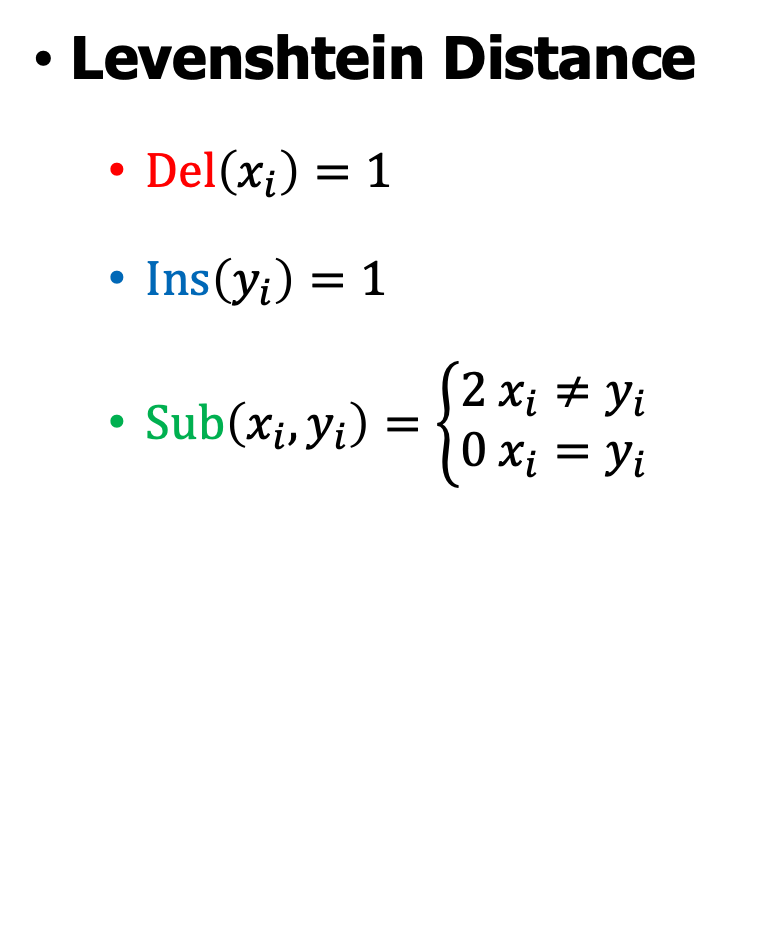 • Levenshtein Distance
• Del(xᵢ) = 1
• Ins(yᵢ) = 1
• Sub(xᵢ, yᵢ) = {2 xᵢ ≠ yᵢ
0 xᵢ = yᵢ